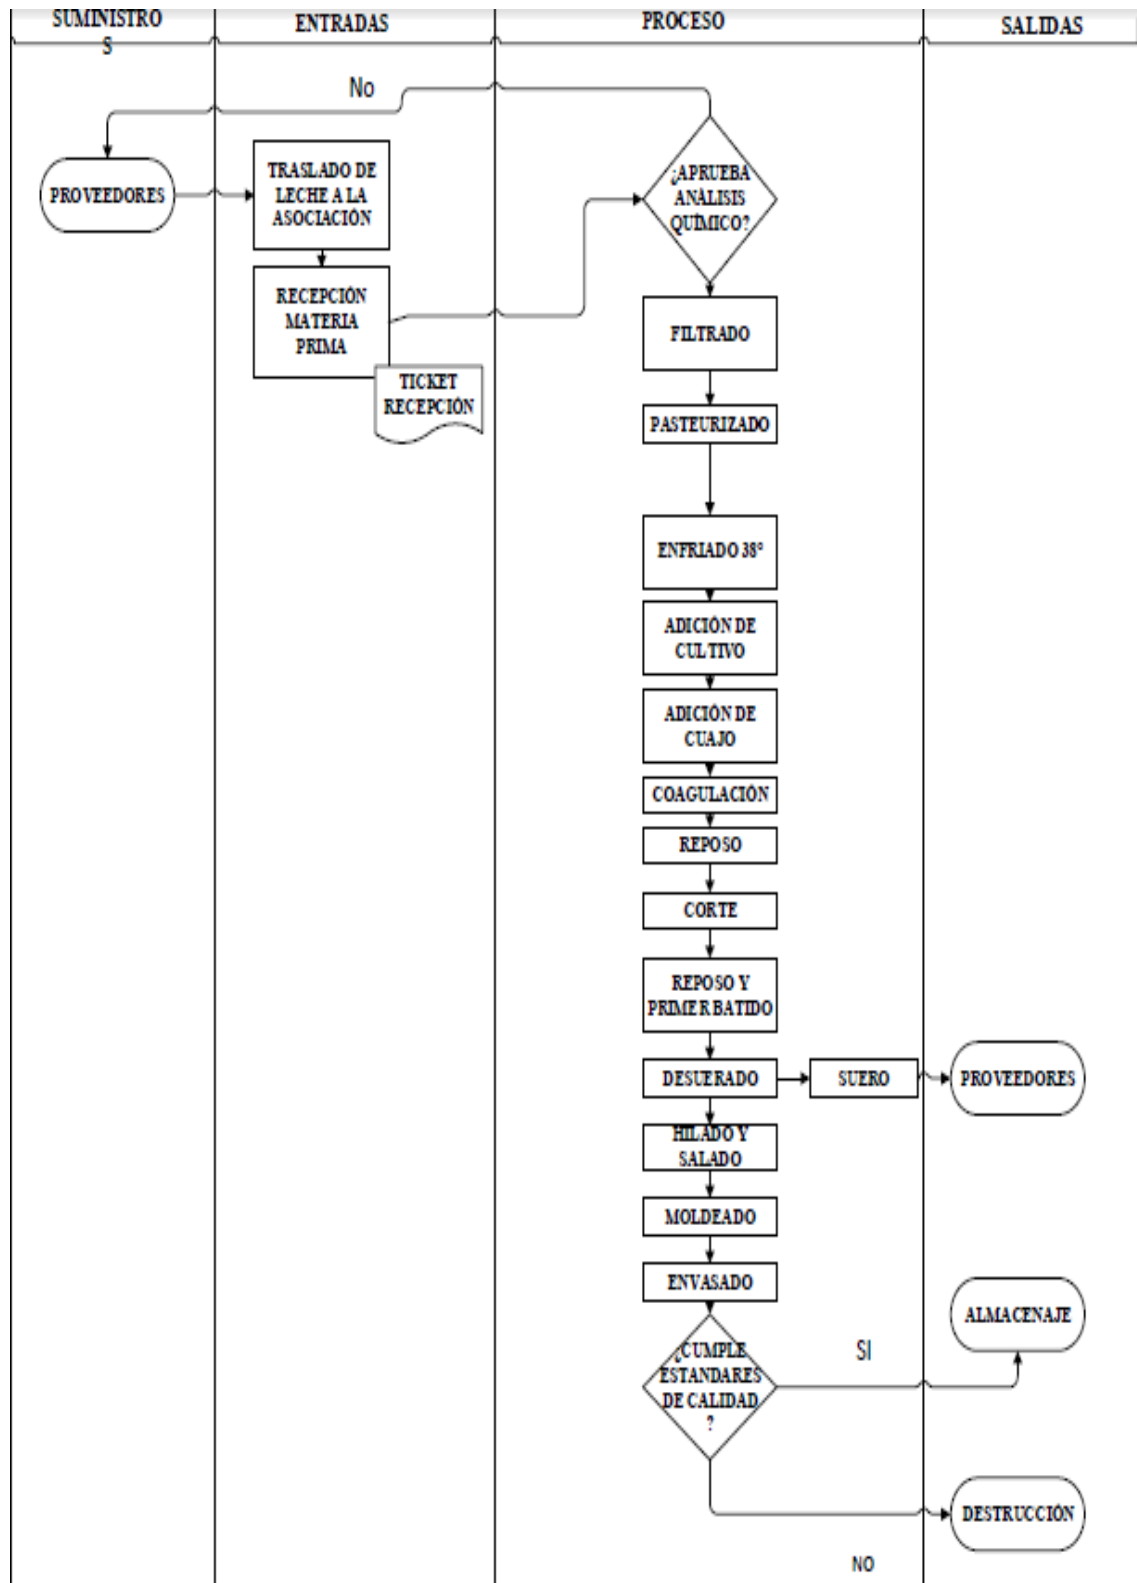 SUMINISTRO
S
ENTRADAS
PROCESO
SALIDAS
No
PROVEEDORES
TRASLADO DE
LECHE A LA
ASOCIACIÓN
¿APRUEBA
ANÁLISIS
QUÍMICO?
RECEPCIÓN
MATERIA
PRIMA
TICKET
RECEPCIÓN
FILTRADO
PASTEURIZADO
ENFRIADO 38°
ADICIÓN DE
CULTIVO
ADICIÓN DE
CUAJO
COAGULACIÓN
REPOSO
CORTE
REPOSO Y
PRIMER BATIDO
DESUERADO
SUERO
PROVEEDORES
HILADO Y
SALADO
MOLDEADO
ENVASADO
¿CUMPLE
ESTANDARES
DE CALIDAD
?
SI
ALMACENAJE
DESTRUCCIÓN
NO